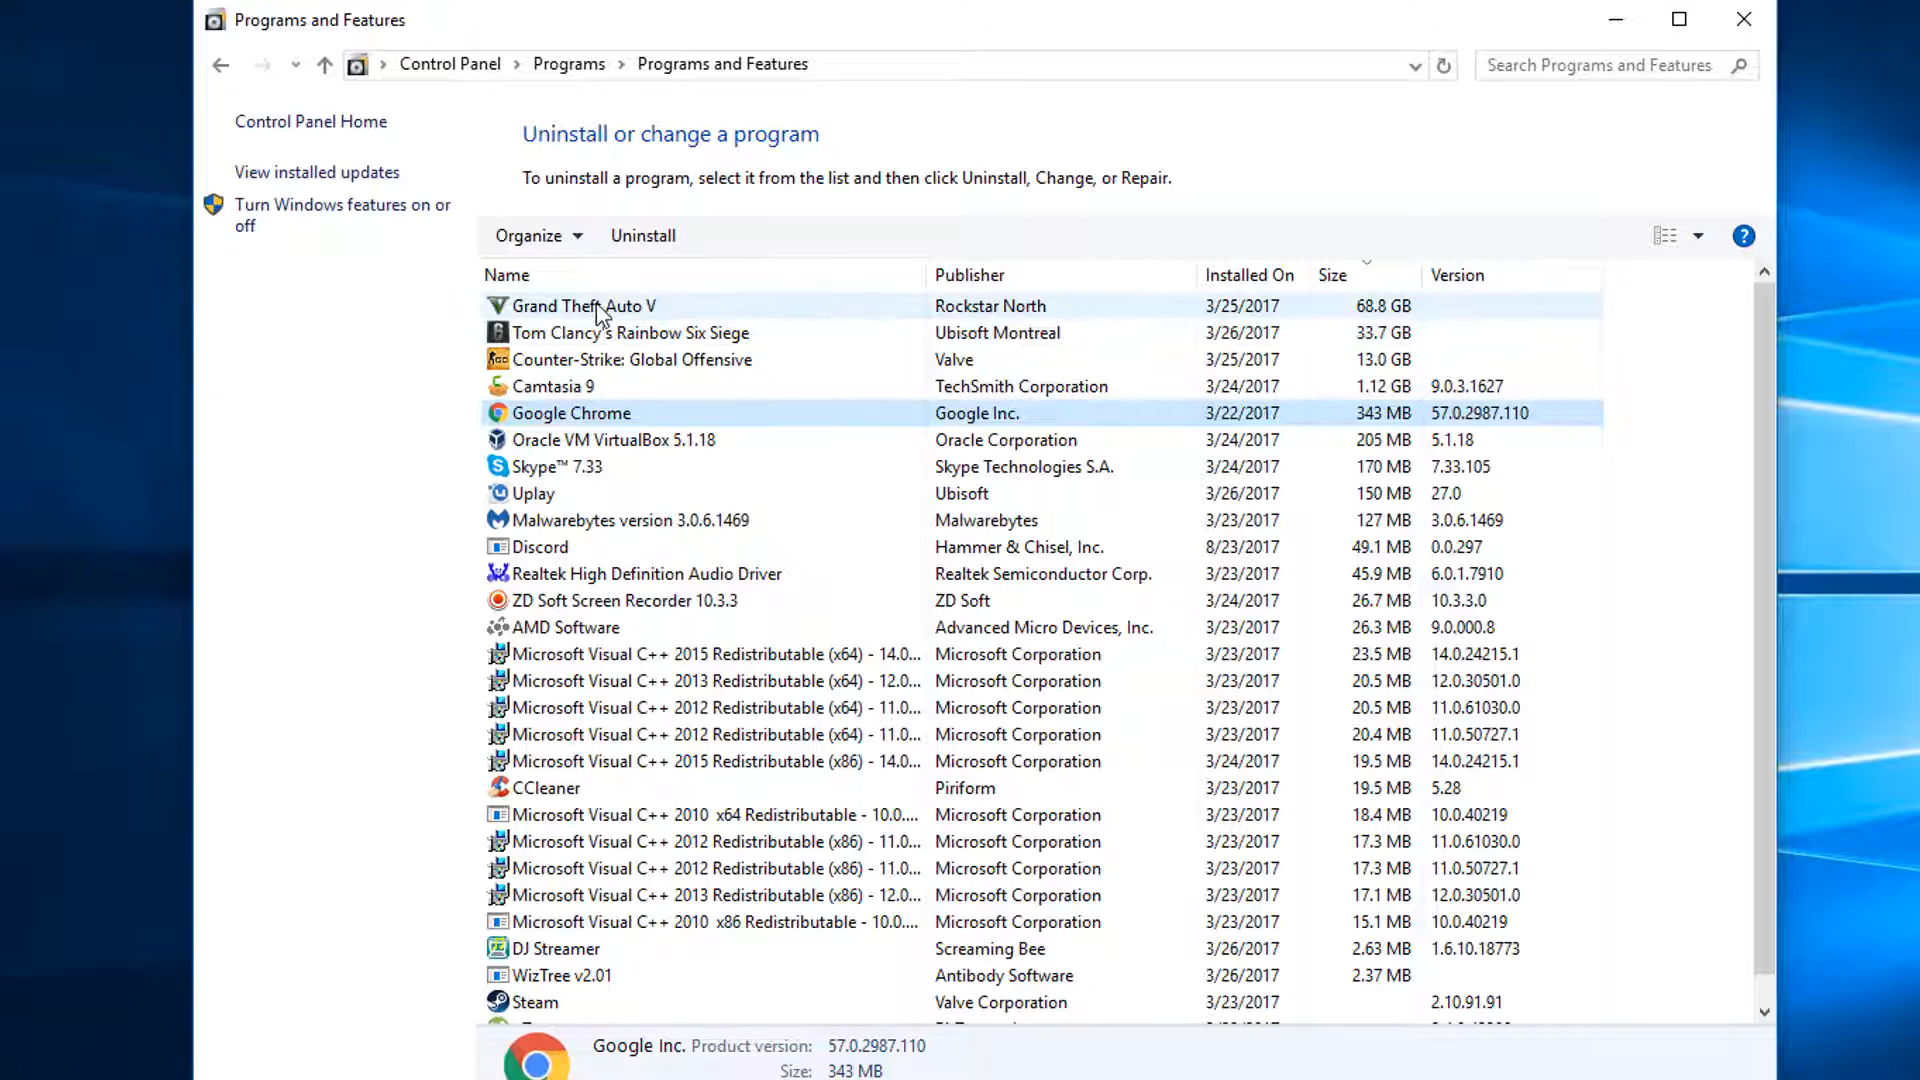 Programs and Features
Control Panel > Programs > Programs and Features
Search Programs and Features
Control Panel Home
View installed updates
Turn Windows features on or
off
Uninstall or change a program
To uninstall a program, select it from the list and then click Uninstall, Change, or Repair.
Organize Uninstall
Name Publisher Installed On Size Version
Grand Theft Auto V Rockstar North 3/25/2017 68.8 GB
Tom Clancy's Rainbow Six Siege Ubisoft Montreal 3/26/2017 33.7 GB
Counter-Strike: Global Offensive Valve 3/25/2017 13.0 GB
Camtasia 9 TechSmith Corporation 3/24/2017 1.12 GB 9.0.3.1627
Google Chrome Google Inc. 3/22/2017 343 MB 57.0.2987.110
Oracle VM VirtualBox 5.1.18 Oracle Corporation 3/24/2017 205 MB 5.1.18
Skype™ 7.33 Skype Technologies S.A. 3/24/2017 170 MB 7.33.105
Uplay Ubisoft 3/26/2017 150 MB 27.0
Malwarebytes version 3.0.6.1469 Malwarebytes 3/23/2017 127 MB 3.0.6.1469
Discord Hammer & Chisel, Inc. 8/23/2017 49.1 MB 0.0.297
Realtek High Definition Audio Driver Realtek Semiconductor Corp. 3/23/2017 45.9 MB 6.0.1.7910
ZD Soft Screen Recorder 10.3.3 ZD Soft 3/24/2017 26.7 MB 10.3.3.0
AMD Software Advanced Micro Devices, Inc. 3/23/2017 26.3 MB 9.0.000.8
Microsoft Visual C++ 2015 Redistributable (x64) - 14.0... Microsoft Corporation 3/23/2017 23.5 MB 14.0.24215.1
Microsoft Visual C++ 2013 Redistributable (x64) - 12.0... Microsoft Corporation 3/23/2017 20.5 MB 12.0.30501.0
Microsoft Visual C++ 2012 Redistributable (x64) - 11.0... Microsoft Corporation 3/23/2017 20.5 MB 11.0.61030.0
Microsoft Visual C++ 2012 Redistributable (x64) - 11.0... Microsoft Corporation 3/23/2017 20.4 MB 11.0.50727.1
Microsoft Visual C++ 2015 Redistributable (x86) - 14.0... Microsoft Corporation 3/24/2017 19.5 MB 14.0.24215.1
CCleaner Piriform 3/23/2017 19.5 MB 5.28
Microsoft Visual C++ 2010 x64 Redistributable - 10.0.... Microsoft Corporation 3/23/2017 18.4 MB 10.0.40219
Microsoft Visual C++ 2012 Redistributable (x86) - 11.0... Microsoft Corporation 3/23/2017 17.3 MB 11.0.61030.0
Microsoft Visual C++ 2012 Redistributable (x86) - 11.0... Microsoft Corporation 3/23/2017 17.3 MB 11.0.50727.1
Microsoft Visual C++ 2013 Redistributable (x86) - 12.0... Microsoft Corporation 3/23/2017 17.1 MB 12.0.30501.0
Microsoft Visual C++ 2010 x86 Redistributable - 10.0.... Microsoft Corporation 3/23/2017 15.1 MB 10.0.40219
DJ Streamer Screaming Bee 3/26/2017 2.63 MB 1.6.10.18773
WizTree v2.01 Antibody Software 3/26/2017 2.37 MB
Steam Valve Corporation 3/23/2017 2.10.91.91
Google Inc. Product version: 57.0.2987.110
Size: 343 MB